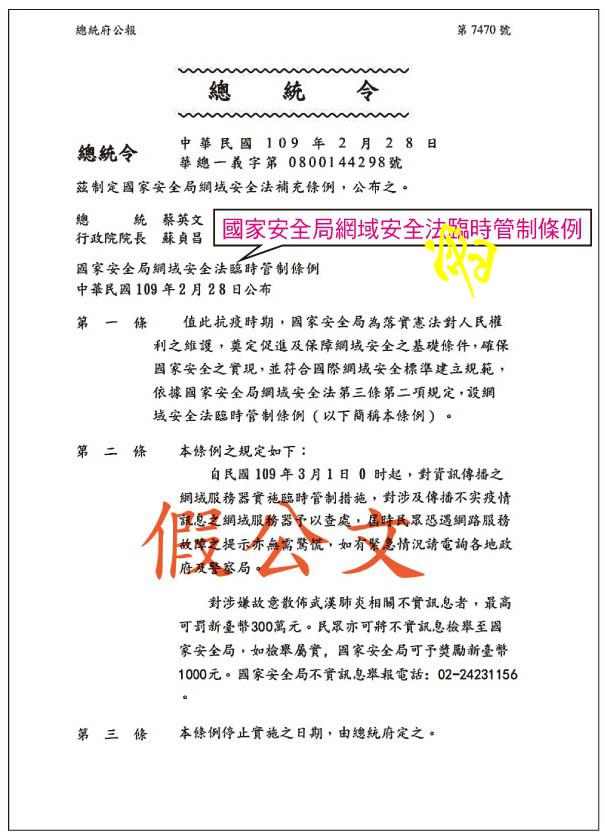 總統府公報 第 7470 號
總統令
總統令 中華民國 109 年 2 月 28 日
華總一義字第 0800144298號
茲制定國家安全局網域安全法補充條例，公布之。
總 統 蔡英文
行政院院長 蘇貞昌
國家安全局網域安全法臨時管制條例
國家安全局網域安全法臨時管制條例
中華民國109年2月28日公布
第一條 值此抗疫時期，國家安全局為落實憲法對人民權
利之維護，奠定促進及保障網域安全之基礎條件，確保
國家安全之實現，並符合國際網域安全標準建立規範，
依據國家安全局網域安全法第三條第二項規定，設網
域安全法臨時管制條例（以下簡稱本條例）。
第二條 本條例之規定如下：
自民國109年3月1日 0 時起，對資訊傳播之
網域服務器實施臨時管制措施，對涉及傳播不实疫情
訊息之網域服務器予以查處，屆時民眾恐遇網路服務
故障之提示亦無需驚慌，如有緊急情況請電詢各地政
府及警察局。
假公文
對涉嫌故意散佈武漢肺炎相關不實訊息者，最高
可罰新臺幣300萬元。民眾亦可將不實訊息檢舉至國
家安全局，如檢舉屬實，國家安全局可予獎勵新臺幣
1000元。國家安全局不實訊息舉報電話：02-24231156
。
第三條 本條例停止實施之日期，由總統府定之。